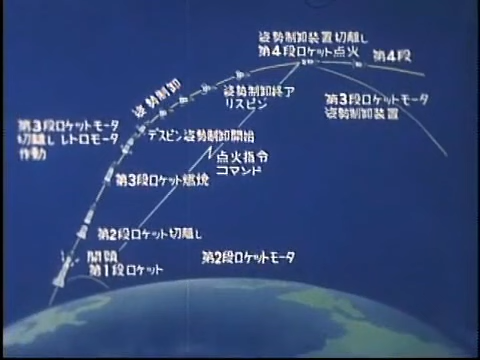 姿勢制御装置切離し
第4段ロケット点火
第4段
姿勢制御
姿勢制御終了
リスピン
第3段ロケットモータ
姿勢制御装置
第3段ロケットモータ
切離し レトロモータ
作動
デスピン姿勢制御開始
点火指令
コマンド
第3段ロケット燃焼
第2段ロケット切離し
開頭
第1段ロケット
第2段ロケットモータ